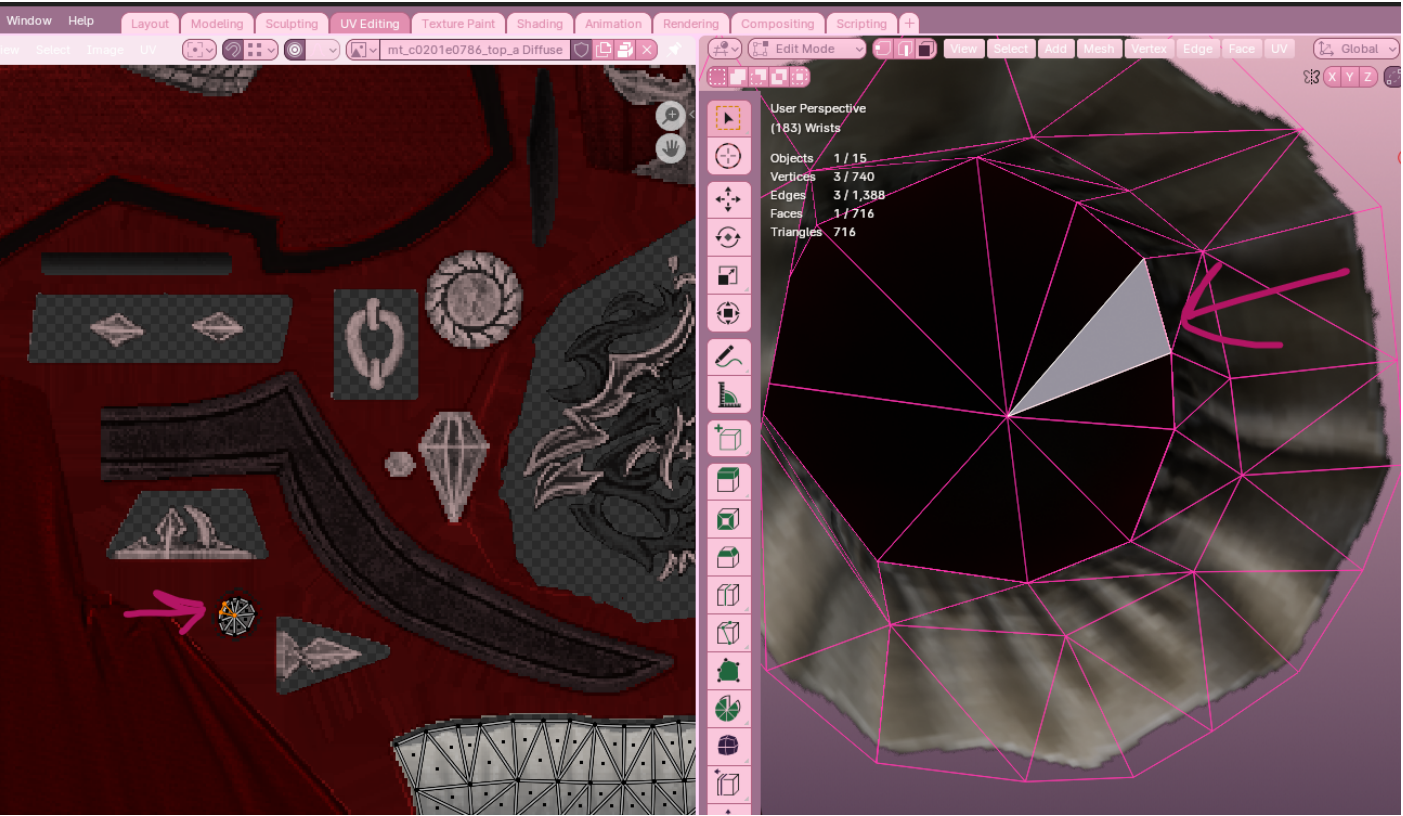 Window Help Layout Modeling Sculpting UV Editing Texture Paint Shading Animation Rendering Compositing Scripting +
Select Image UV mt_c0201e0786_top_a Diffuse Edit Mode View Select Add Mesh Vertex Edge Face UV Global
X Y Z
User Perspective
(183) Wrists
Objects 1 / 15
Vertices 3 / 740
Edges 3 / 1,388
Faces 1 / 716
Triangles 716